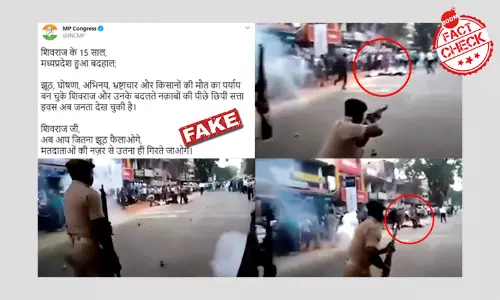 MP Congress
@INCMP
शिवराज के 15 साल,
मध्यप्रदेश हुआ बदहाल;
झूठ, घोषणा, अभिनय, भ्रष्टाचार और किसानों की मौत का पर्याय
बन चुके शिवराज और उनके बदलते नक़ाबों की पीछे छिपी सत्ता
हवस अब जनता देख चुकी है।
शिवराज जी,
अब आप जितना झूठ फैलाओगे,
मतदाताओं की नज़र से उतना ही गिरते जाओगे।
FAKE
BOOM
FACT
CHECK